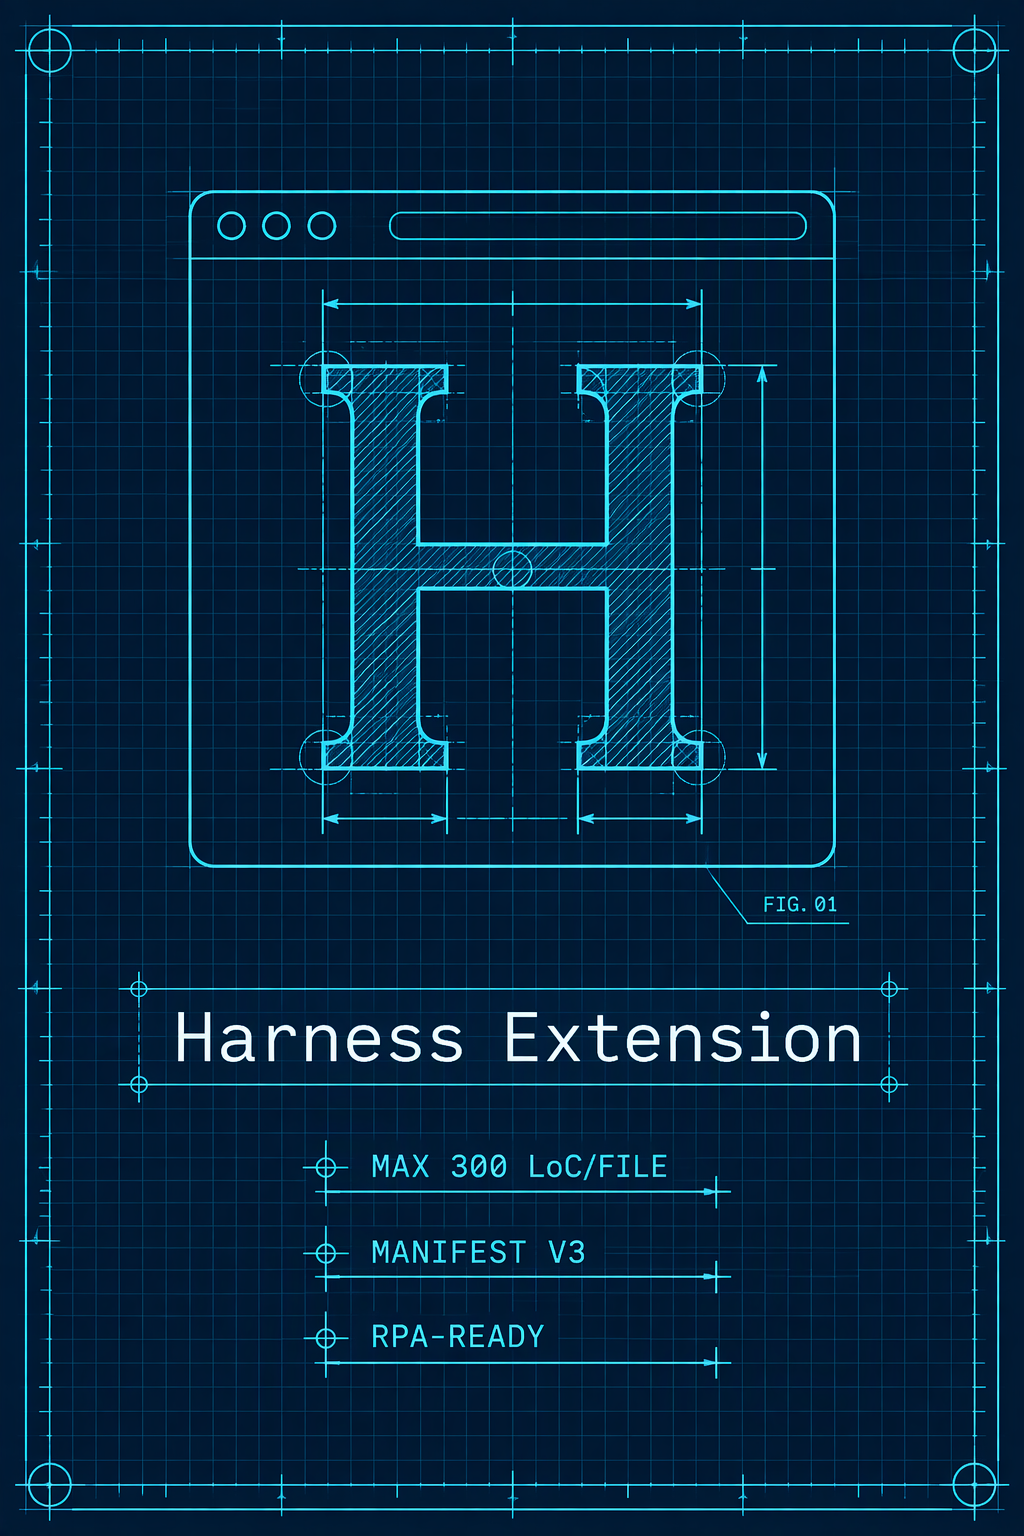 H
FIG. 01
Harness Extension
MAX 300 LoC/FILE
MANIFEST V3
RPA-READY